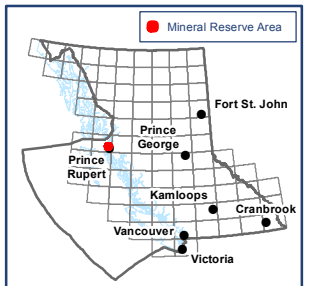 Mineral Reserve Area
Fort St. John
Prince
George
Prince
Rupert
Kamloops
Cranbrook
Vancouver
Victoria